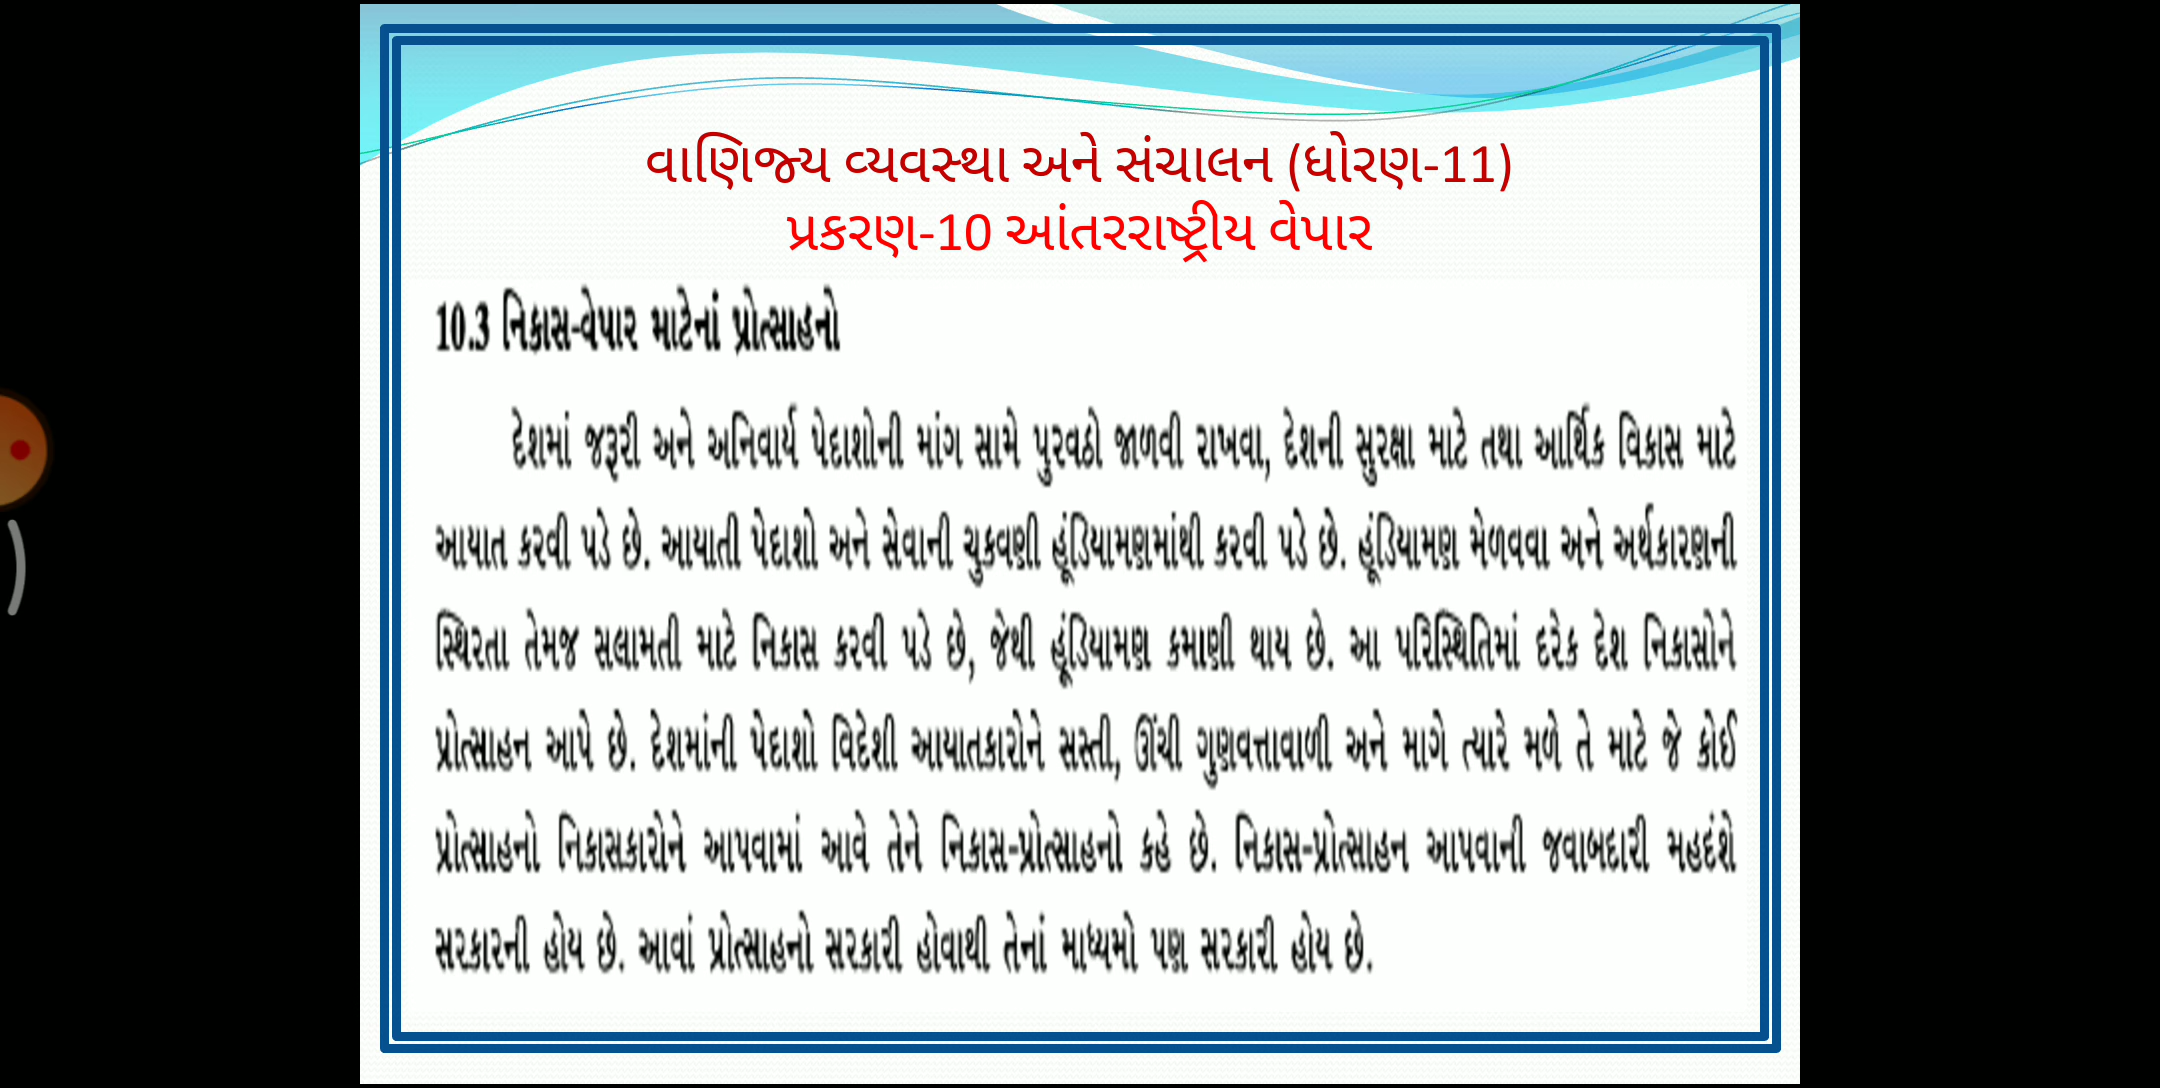 વાણિજ્ય વ્યવસ્થા અને સંચાલન (ધોરણ-11)
પ્રકરણ-10 આંતરરાષ્ટ્રીય વેપાર
10.3 નિકાસ-વેપાર માટેનાં પ્રોત્સાહનો
દેશમાં જરૂરી અને અનિવાર્ય પેદાશોની માંગ સામે પુરવઠો જાળવી રાખવા, દેશની સુરક્ષા માટે તથા આર્થિક વિકાસ માટે
આયાત કરવી પડે છે. આયાતી પેદાશો અને સેવાની ચુકવણી હૂંડિયામણમાંથી કરવી પડે છે. હૂંડિયામણ મેળવવા અને અર્થકારણની
સ્થિરતા તેમજ સલામતી માટે નિકાસ કરવી પડે છે, જેથી હૂંડિયામણ કમાણી થાય છે. આ પરિસ્થિતિમાં દરેક દેશ નિકાસોને
પ્રોત્સાહન આપે છે. દેશમાંની પેદાશો વિદેશી આયાતકારોને સસ્તી, ઊંચી ગુણવત્તાવાળી અને માગે ત્યારે મળે તે માટે જે કોઈ
પ્રોત્સાહનો નિકાસકારોને આપવામાં આવે તેને નિકાસ-પ્રોત્સાહનો કહે છે. નિકાસ-પ્રોત્સાહન આપવાની જવાબદારી મહદંશે
સરકારની હોય છે. આવાં પ્રોત્સાહનો સરકારી હોવાથી તેનાં માધ્યમો પણ સરકારી હોય છે.